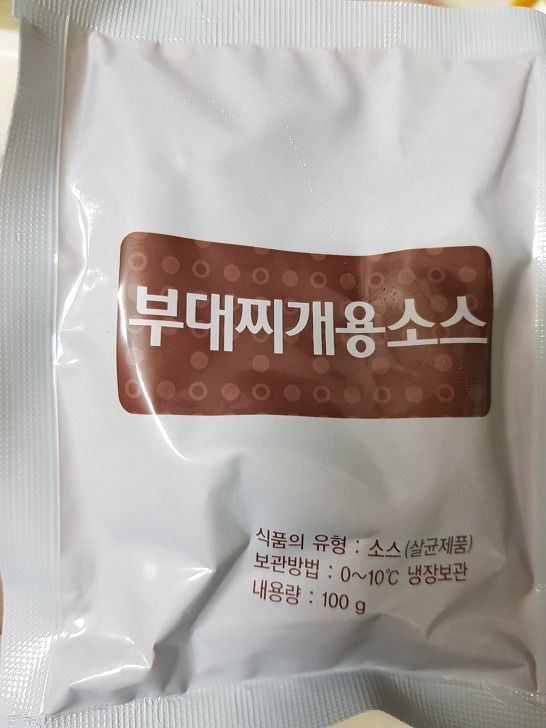 부대찌개용소스
식품의 유형 : 소스(살균제품)
보관방법 : 0~10℃ 냉장보관
내용량 : 100 g